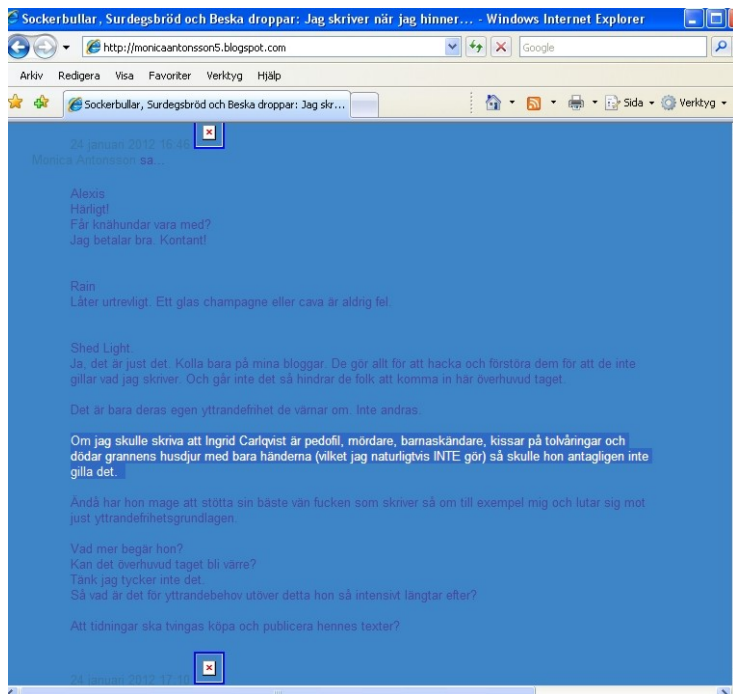 Sockerbullar, Surdegsbröd och Beska droppar: Jag skriver när jag hinner... - Windows Internet Explorer
http://monicaantonsson5.blogspot.com
Google
Arkiv Redigera Visa Favoriter Verktyg Hjälp
Sockerbullar, Surdegsbröd och Beska droppar: Jag skr...
Sida
Verktyg
24 januari 2012 16:46
Monica Antonsson sa...
Alexis
Härligt!
Får knähundar vara med?
Jag betalar bra. Kontant!
Rain
Låter urtrevligt. Ett glas champagne eller cava är aldrig fel.
Shed Light.
Ja, det är just det. Kolla bara på mina bloggar. De gör allt för att hacka och förstöra dem för att de inte
gillar vad jag skriver. Och går inte det så hindrar de folk att komma in här överhuvud taget.
Det är bara deras egen yttrandefrihet de värnar om. Inte andras.
Om jag skulle skriva att Ingrid Carlqvist är pedofil, mördare, barnaskändare, kissar på tolvåringar och
dödar grannens husdjur med bara händerna (vilket jag naturligtvis INTE gör) så skulle hon antagligen inte
gilla det.
Ändå har hon mage att stötta sin bäste vän fucken som skriver så om till exempel mig och lutar sig mot
just yttrandefrihetsgrundlagen.
Vad mer begär hon?
Kan det överhuvud taget bli värre?
Tänk jag tycker inte det.
Så vad är det för yttrandebehov utöver detta hon så intensivt längtar efter?
Att tidningar ska tvingas köpa och publicera hennes texter?
24 januari 2012 17:10